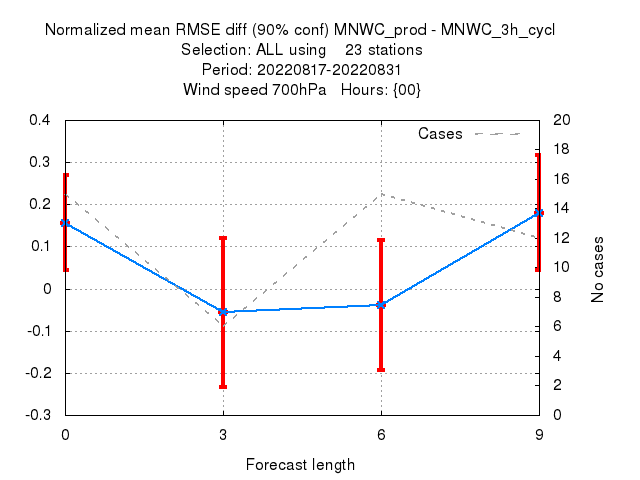 Normalized mean RMSE diff (90% conf) MNWC_prod - MNWC_3h_cycl
Selection: ALL using 23 stations
Period: 20220817-20220831
Wind speed 700hPa Hours: {00}
Cases
0.4
0.3
0.2
0.1
0
-0.1
-0.2
-0.3
20
18
16
14
12
10
8
6
4
2
0
No cases
0 3 6 9
Forecast length